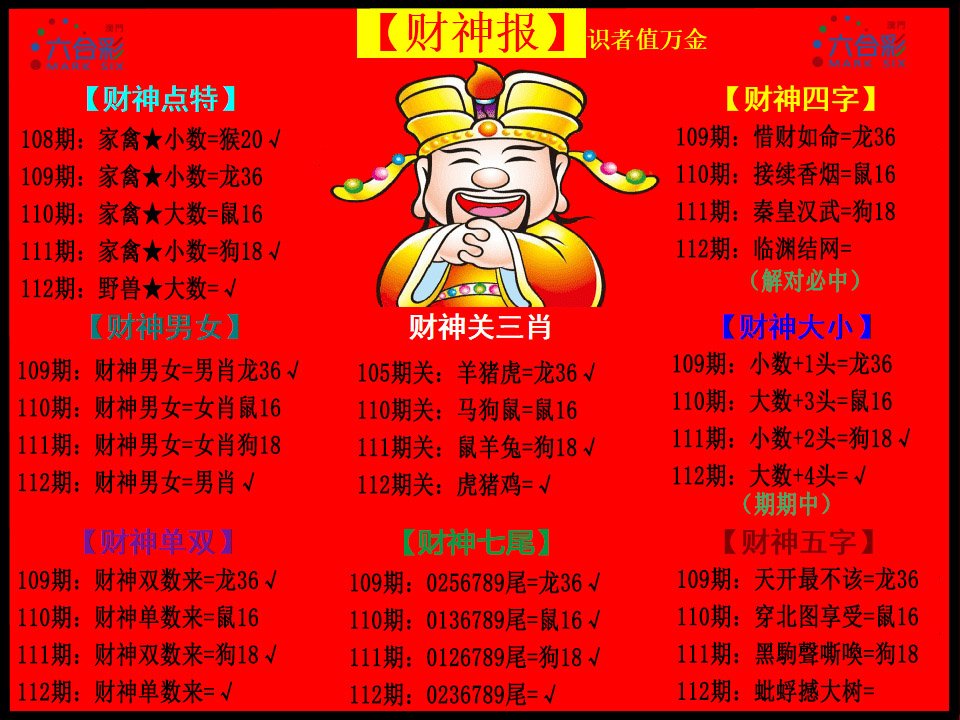 澳門
六合彩
MARK SIX
【财神报】
识者值万金
澳門
六合彩
MARK SIX
【财神点特】
108期：家禽★小数=猴20√
109期：家禽★小数=龙36
110期：家禽★大数=鼠16
111期：家禽★小数=狗18√
112期：野兽★大数=√
【财神四字】
109期：惜财如命=龙36
110期：接续香烟=鼠16
111期：秦皇汉武=狗18
112期：临渊结网=
（解对必中）
【财神男女】
109期：财神男女=男肖龙36√
110期：财神男女=女肖鼠16
111期：财神男女=女肖狗18
112期：财神男女=男肖√
财神关三肖
105期关：羊猪虎=龙36√
110期关：马狗鼠=鼠16
111期关：鼠羊兔=狗18√
112期关：虎猪鸡=√
【财神大小】
109期：小数+1头=龙36
110期：大数+3头=鼠16
111期：小数+2头=狗18√
112期：大数+4头=√
（期期中）
【财神单双】
109期：财神双数来=龙36√
110期：财神单数来=鼠16
111期：财神双数来=狗18√
112期：财神单数来=√
【财神七尾】
109期：0256789尾=龙36√
110期：0136789尾=鼠16√
111期：0126789尾=狗18√
112期：0236789尾=√
【财神五字】
109期：天开最不该=龙36
110期：穿北图享受=鼠16
111期：黑駒聲嘶唤=狗18
112期：蚍蜉撼大树=